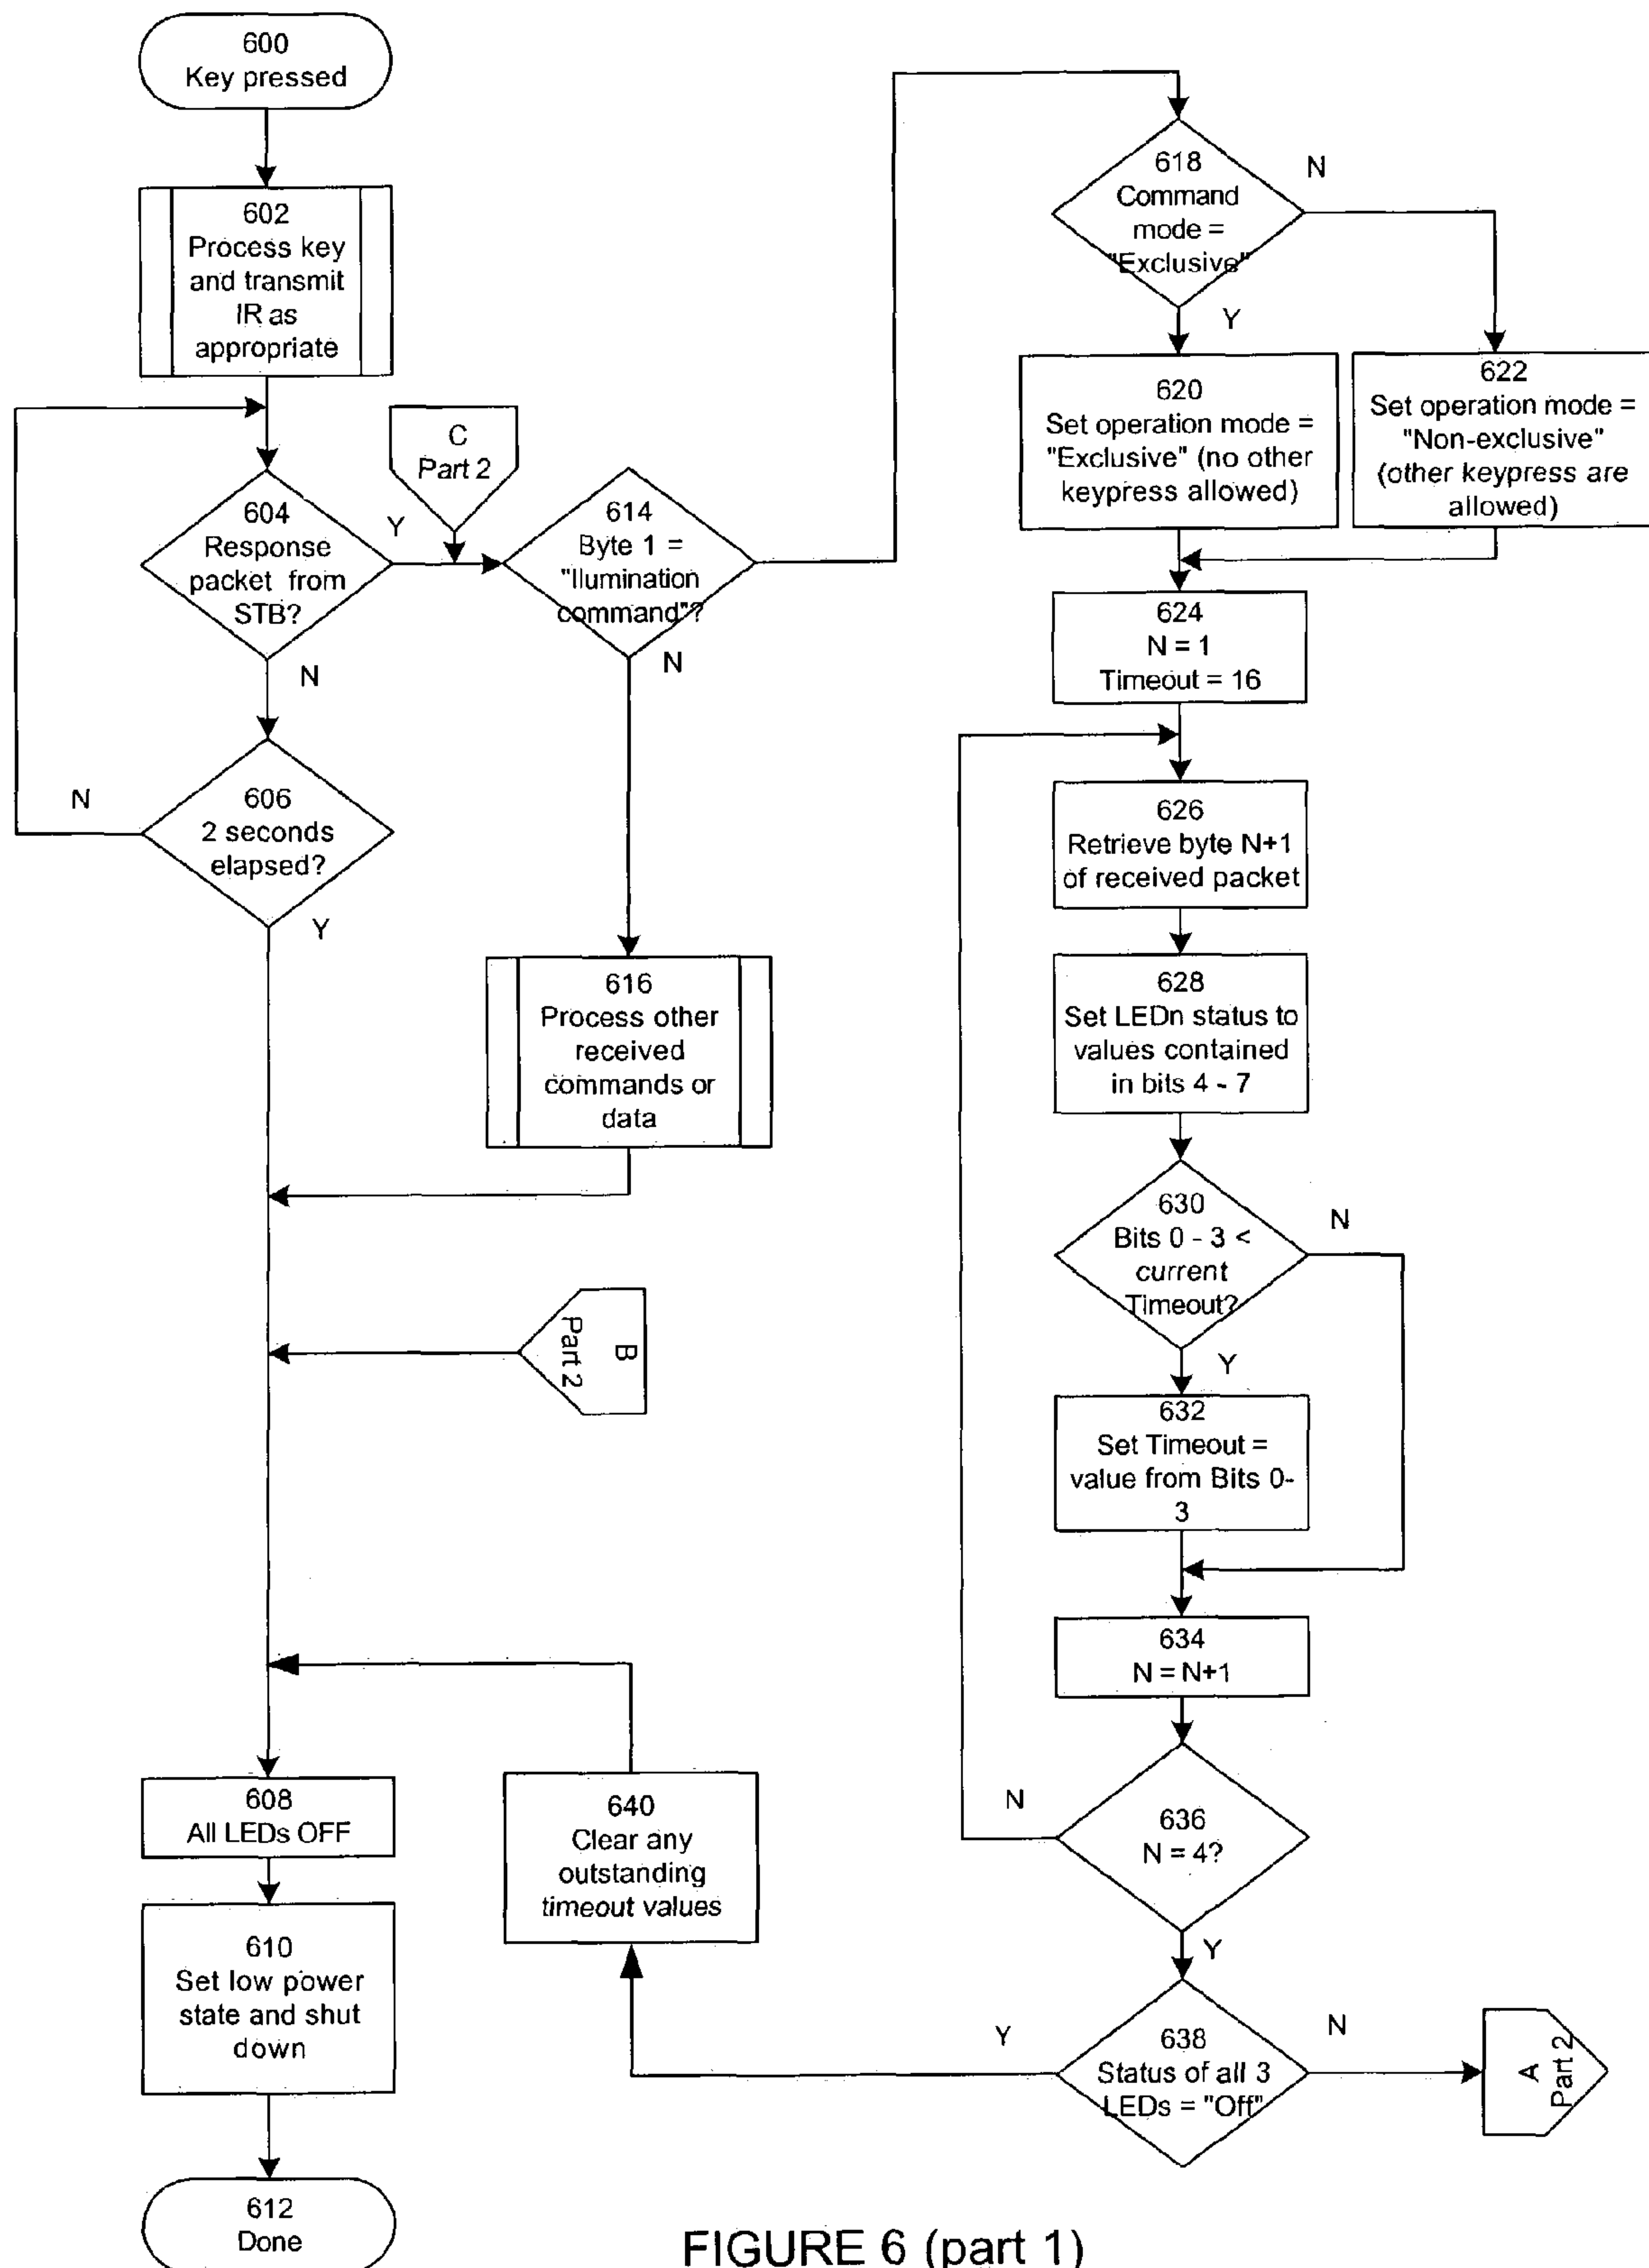 600
Key pressed
602
Process key
and transmit
IR as
appropriate
604
Response
packet from
STB?
Y
N
606
2 seconds
elapsed?
N
Y
C
Part 2
614
Byte 1 =
"Ilumination
command"?
N
616
Process other
received
commands or
data
B
Part 2
608
All LEDs OFF
610
Set low power
state and shut
down
612
Done
618
Command
mode =
"Exclusive"
N
Y
620
Set operation mode =
"Exclusive" (no other
keypress allowed)
622
Set operation mode =
"Non-exclusive"
(other keypress are
allowed)
624
N = 1
Timeout = 16
626
Retrieve byte N+1
of received packet
628
Set LEDn status to
values contained
in bits 4 - 7
630
Bits 0 - 3 <
current
Timeout?
N
Y
632
Set Timeout =
value from Bits 0-
3
634
N = N+1
636
N = 4?
N
Y
638
Status of all 3
LEDs = "Off"
Y
N
640
Clear any
outstanding
timeout values
A
Part 2
FIGURE 6 (part 1)